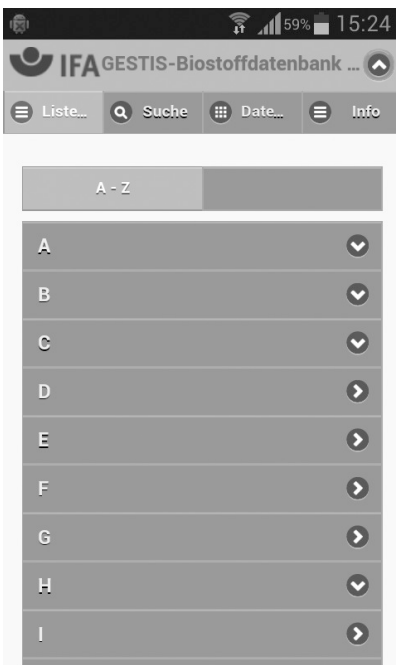 59% 15:24
IFA GESTIS-Biostoffdatenbank ...
Liste... Suche Date... Info
A - Z
A
B
C
D
E
F
G
H
I